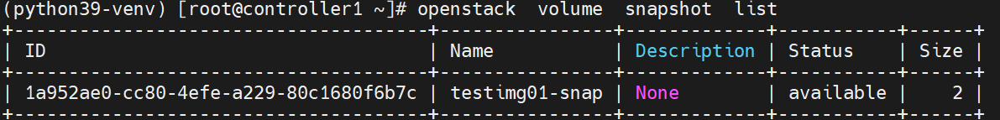 (python39-venv) [root@controller1 ~]# openstack  volume  snapshot  list
+--------------------------------------+----------------+-------------+-----------+------+
| ID                                   | Name           | Description | Status    | Size |
+--------------------------------------+----------------+-------------+-----------+------+
| 1a952ae0-cc80-4efe-a229-80c1680f6b7c | testimg01-snap | None        | available |    2 |
+--------------------------------------+----------------+-------------+-----------+------+